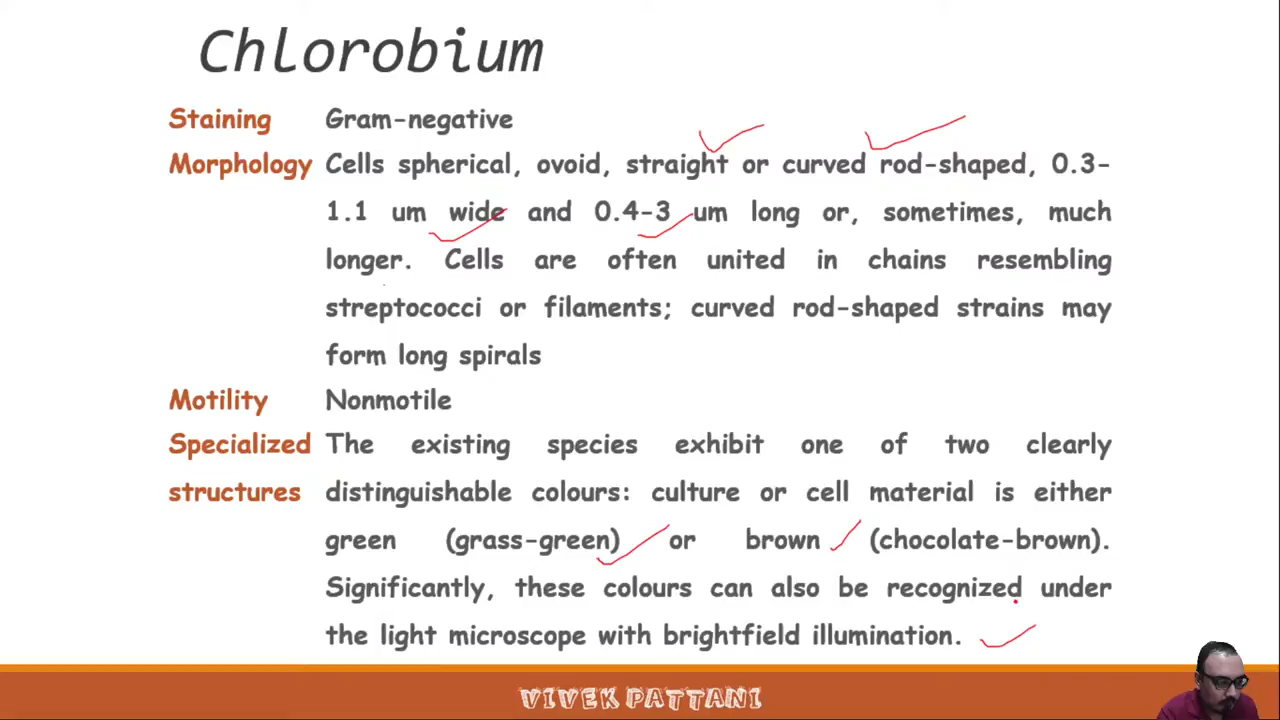 Chlorobium
Staining Gram-negative
Morphology Cells spherical, ovoid, straight or curved rod-shaped, 0.3-
1.1 um wide and 0.4-3 um long or, sometimes, much
longer. Cells are often united in chains resembling
streptococci or filaments; curved rod-shaped strains may
form long spirals
Motility Nonmotile
Specialized The existing species exhibit one of two clearly
structures distinguishable colours: culture or cell material is either
green (grass-green) or brown (chocolate-brown).
Significantly, these colours can also be recognized under
the light microscope with brightfield illumination.
VIVEK PATTANI